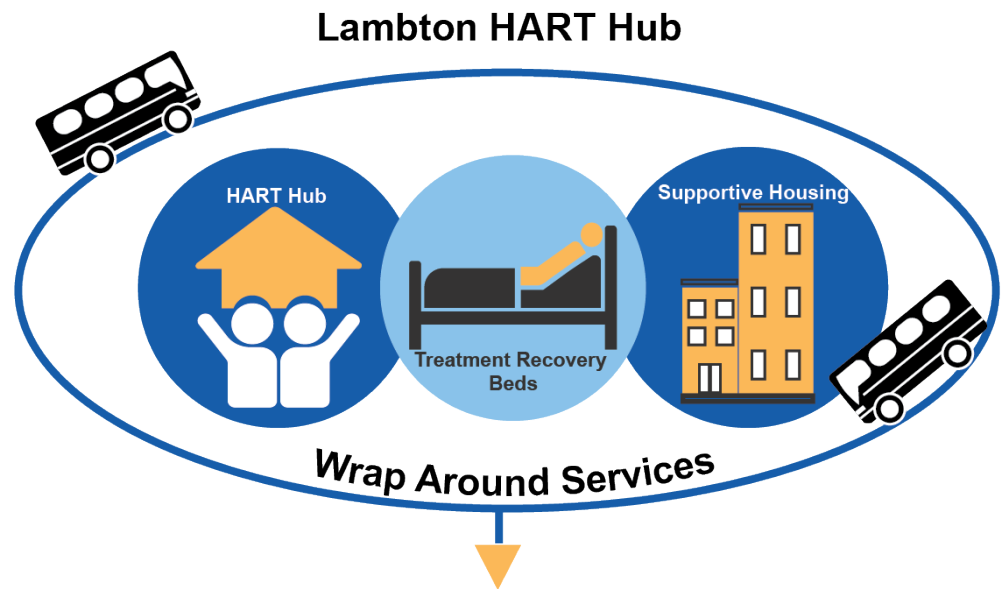 Lambton HART Hub
HART Hub
Supportive Housing
Treatment Recovery
Beds
Wrap Around Services